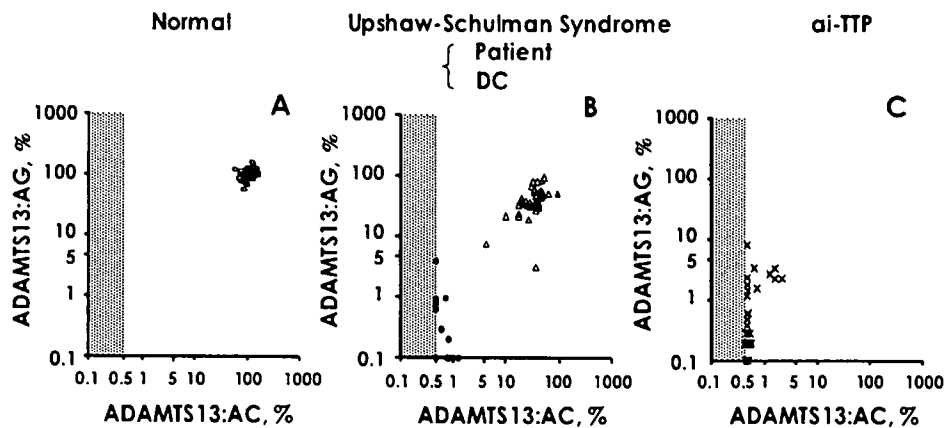 Normal
Upshaw-Schulman Syndrome
Patient
DC
ai-TTP
A
1000
100
10
5
1
0.1
ADAMTS13:AG, %
0.1 0.5 1 5 10 100 1000
ADAMTS13:AC, %
B
1000
100
10
5
1
0.1
ADAMTS13:AG, %
0.1 0.5 1 5 10 100 1000
ADAMTS13:AC, %
C
1000
100
10
5
1
0.1
ADAMTS13:AG, %
0.1 0.5 1 5 10 100 1000
ADAMTS13:AC, %